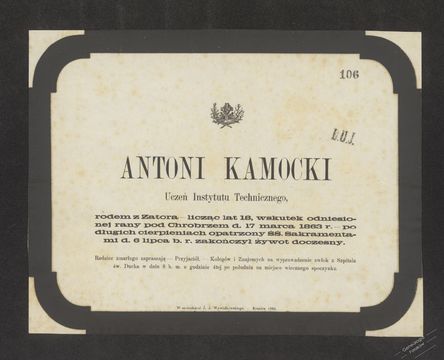 106
D.U.J.
ANTONI KAMOCKI
Uczeń Instytutu Technicznego,
rodem z Zatora — licząc lat 18, wskutek odniesio-
nej rany pod Chrobrzem d. 17 marca 1863 r. — po
długich cierpieniach opatrzony ŚŚ. Sakramenta-
mi d. 6 lipca b. r. zakończył żywot doczesny.
Rodzice zmarłego zapraszają — Przyjaciół. — Kolegów i Znajomych na wyprowadzenie zwłok z Szpitala
św. Ducha w dniu 8 b. m. o godzinie 4tej po południu na miejsce wiecznego spoczynku.
W Kraków